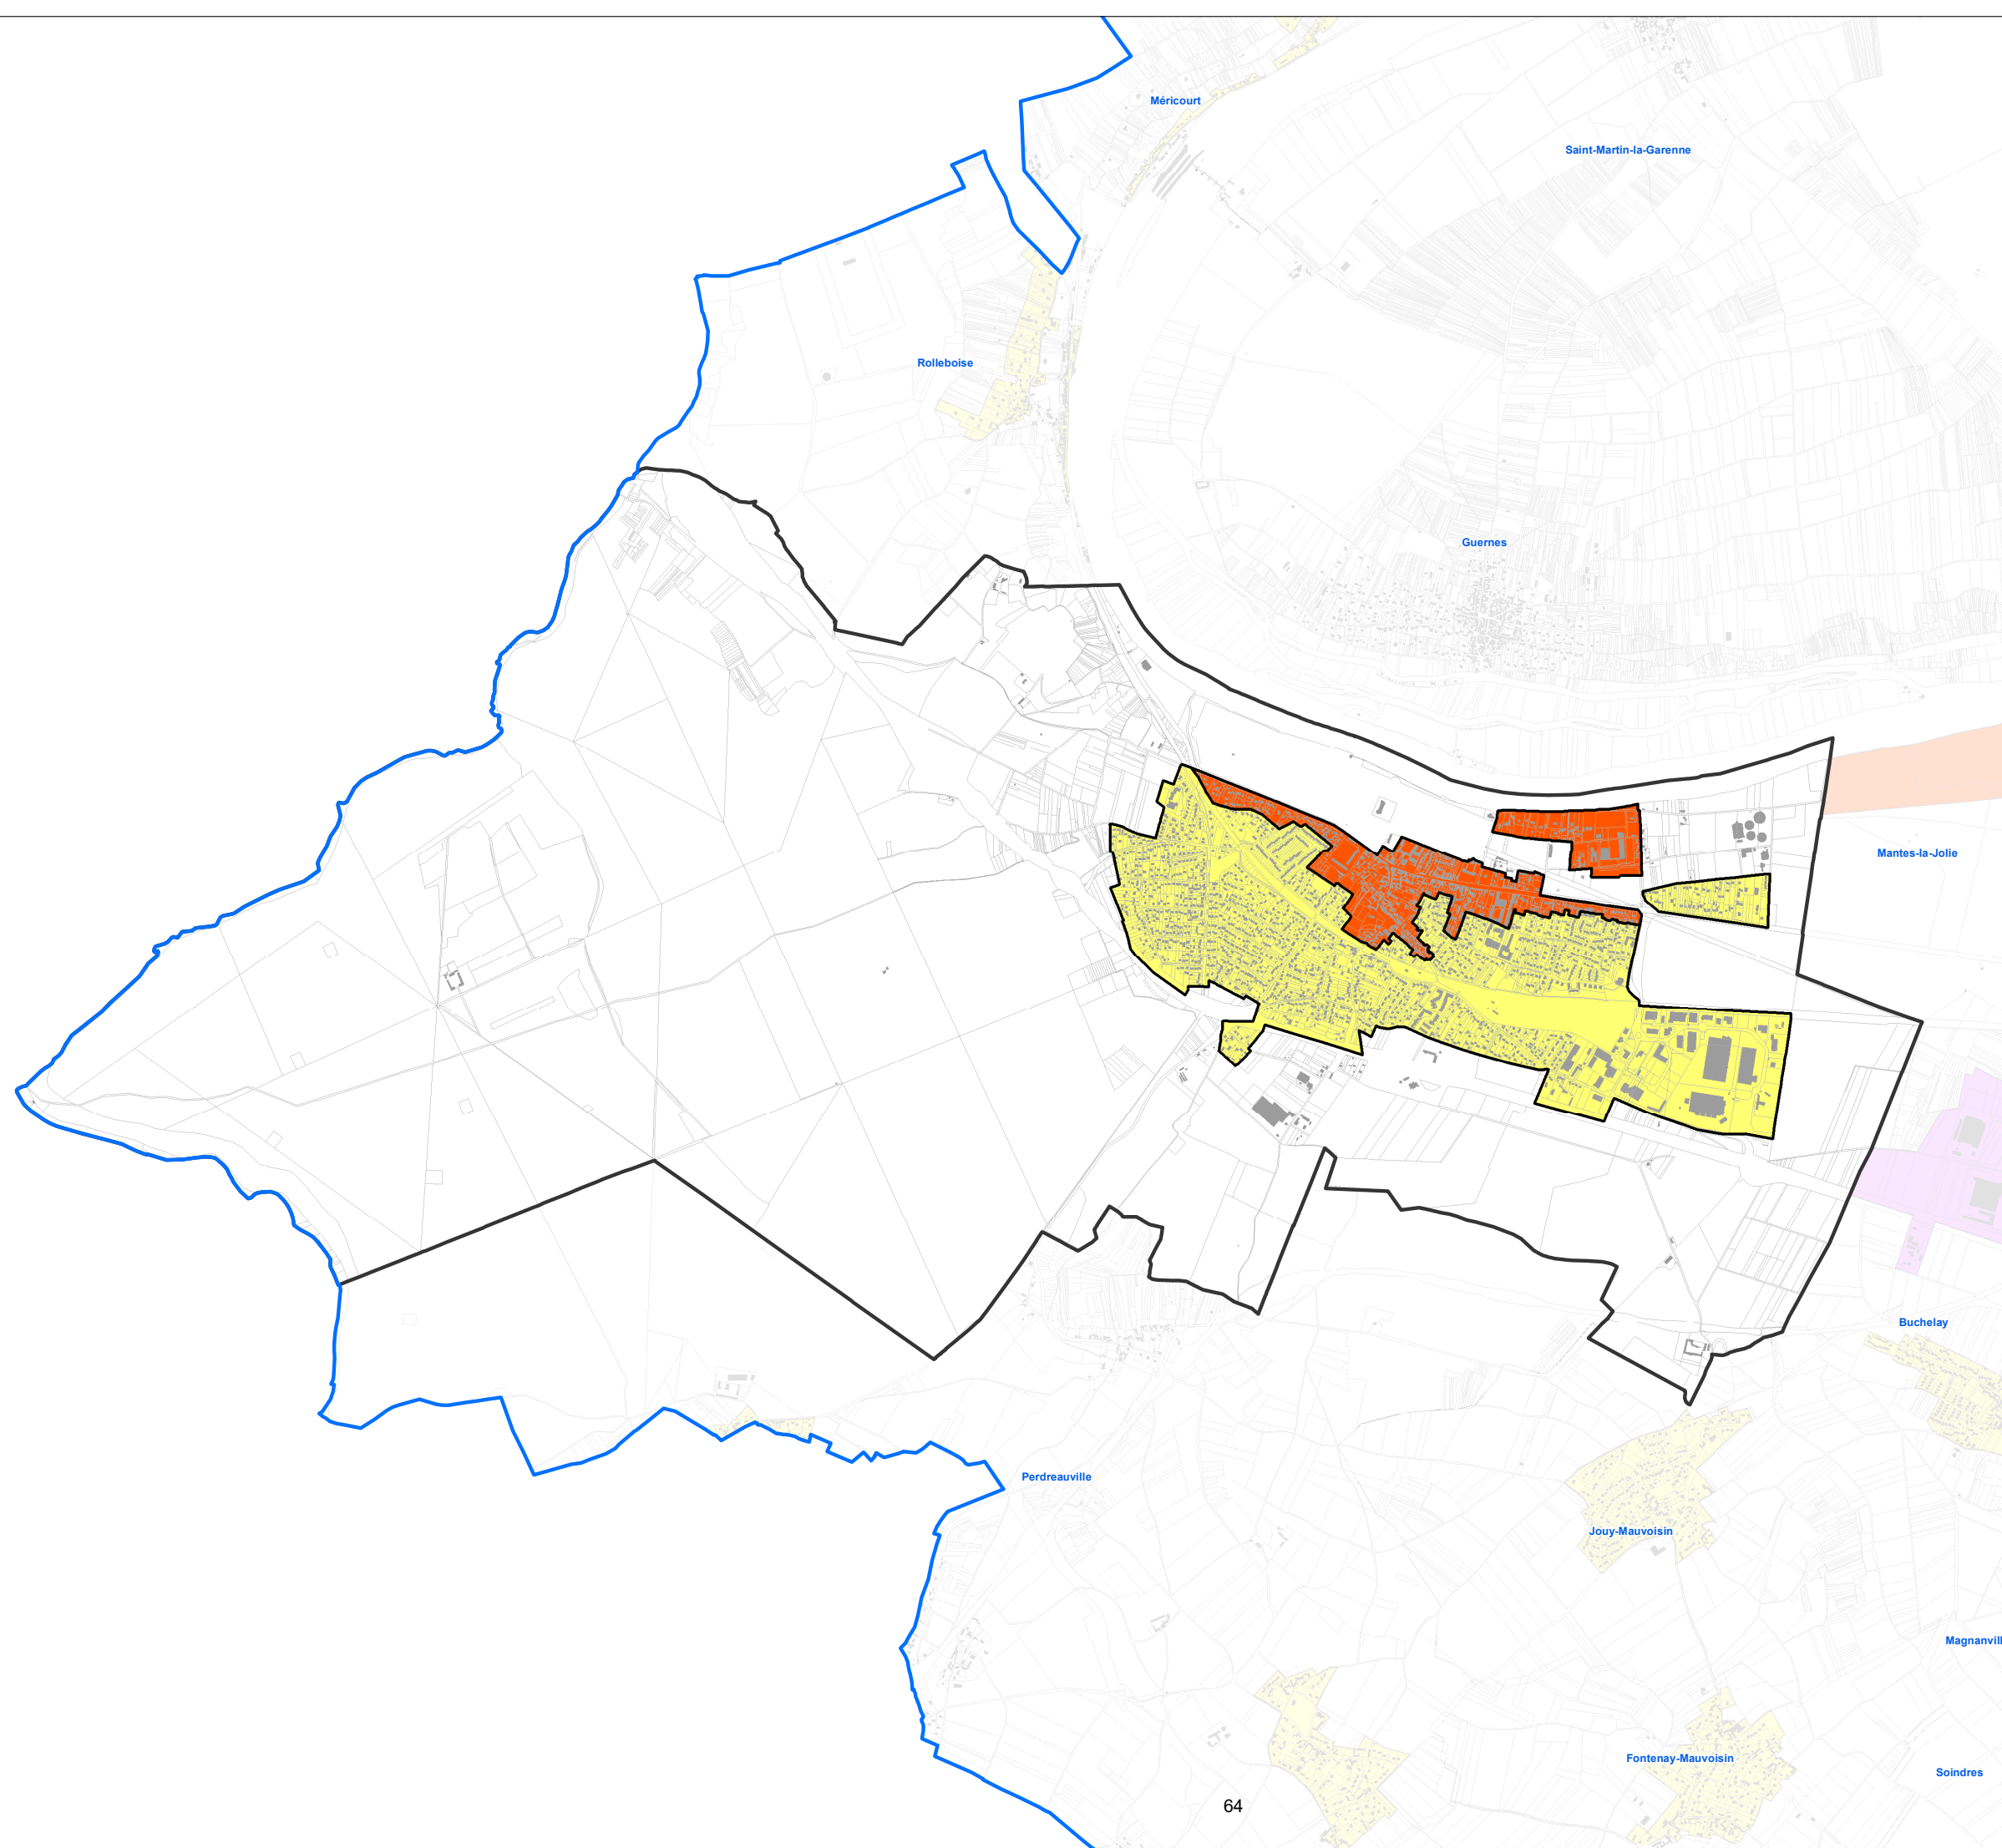 Méricourt
Saint-Martin-la-Garenne
Rolleboise
Guernes
Mantes-la-Jolie
Buchelay
Perdreauville
Jouy-Mauvoisin
Magnanvill
Fontenay-Mauvoisin
Soindres
64